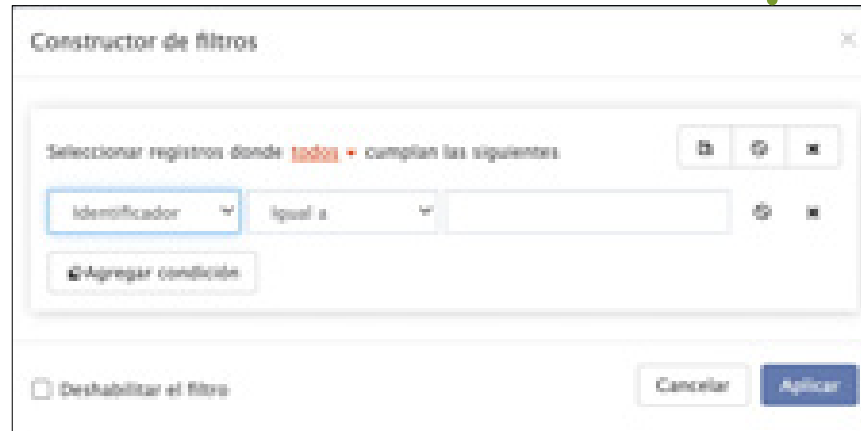 Constructor de filtros
Seleccionar registros donde todos cumplan las siguientes
Identificador Igual a
Agregar condición
Deshabilitar el filtro Cancelar Aplicar